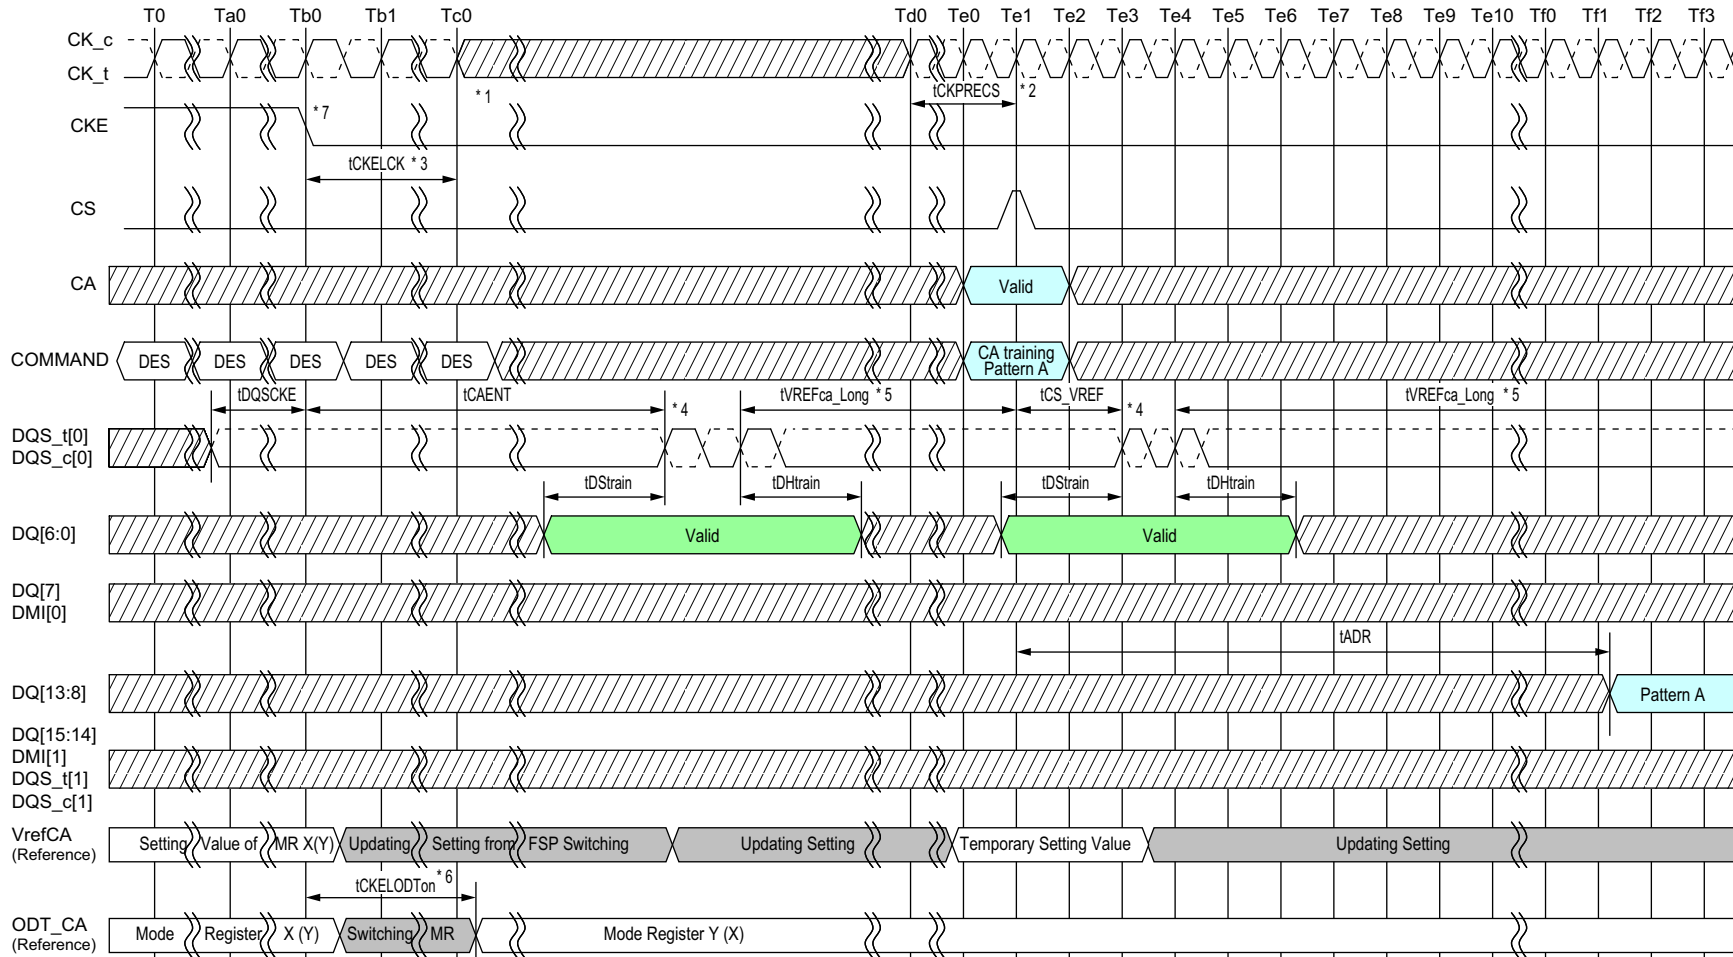 T0 Ta0 Tb0 Tb1 Tc0 Td0 Te0 Te1 Te2 Te3 Te4 Te5 Te6 Te7 Te8 Te9 Te10 Tf0 Tf1 Tf2 Tf3
CK_c
CK_t
* 1
tCKPRECS * 2
CKE
* 7
tCKELCK * 3
CS
CA
Valid
COMMAND
DES DES DES DES DES
CA training
Pattern A
tDQSCKE tCAENT * 4 tVREFca_Long * 5 tCS_VREF * 4 tVREFca_Long * 5
DQS_t[0]
DQS_c[0]
tDStrain tDHtrain tDStrain tDHtrain
DQ[6:0]
Valid Valid
DQ[7]
DMI[0]
tADR
DQ[13:8]
Pattern A
DQ[15:14]
DMI[1]
DQS_t[1]
DQS_c[1]
VrefCA
(Reference)
Setting Value of MR X(Y) Updating Setting from FSP Switching Updating Setting Temporary Setting Value Updating Setting
tCKELODTon * 6
ODT_CA
(Reference)
Mode Register X (Y) Switching MR Mode Register Y (X)